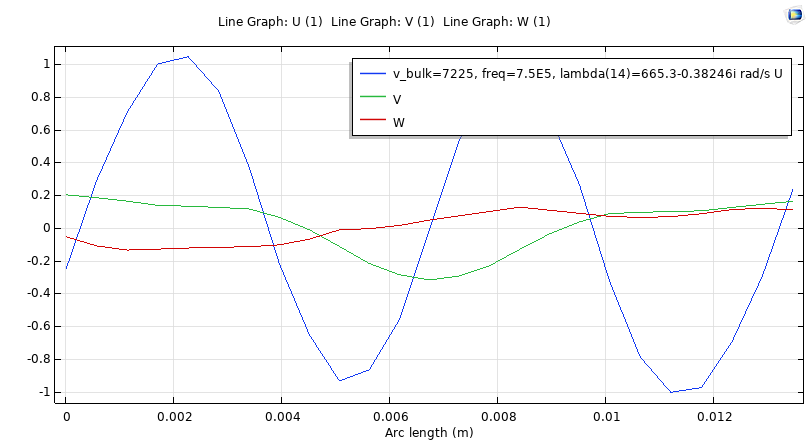 Line Graph: U (1) Line Graph: V (1) Line Graph: W (1)
v_bulk=7225, freq=7.5E5, lambda(14)=665.3-0.38246i rad/s U
V
W
1
0.8
0.6
0.4
0.2
0
-0.2
-0.4
-0.6
-0.8
-1
0 0.002 0.004 0.006 0.008 0.01 0.012
Arc length (m)